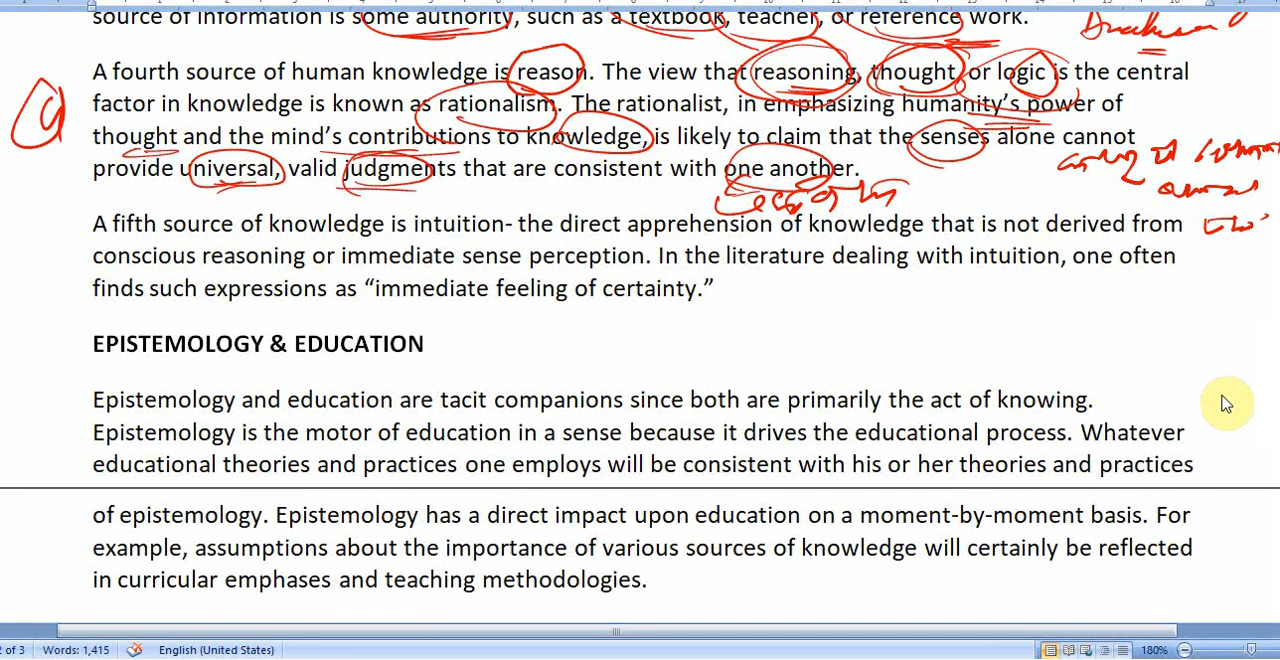 source of information is some authority, such as a textbook, teacher, or reference work.
A fourth source of human knowledge is reason. The view that reasoning, thought or logic is the central
factor in knowledge is known as rationalism. The rationalist, in emphasizing humanity's power of
thought and the mind's contributions to knowledge, is likely to claim that the senses alone cannot
provide universal, valid judgments that are consistent with one another.
A fifth source of knowledge is intuition- the direct apprehension of knowledge that is not derived from
conscious reasoning or immediate sense perception. In the literature dealing with intuition, one often
finds such expressions as “immediate feeling of certainty.”
EPISTEMOLOGY & EDUCATION
Epistemology and education are tacit companions since both are primarily the act of knowing.
Epistemology is the motor of education in a sense because it drives the educational process. Whatever
educational theories and practices one employs will be consistent with his or her theories and practices
of epistemology. Epistemology has a direct impact upon education on a moment-by-moment basis. For
example, assumptions about the importance of various sources of knowledge will certainly be reflected
in curricular emphases and teaching methodologies.
2 of 3 Words: 1,415 English (United States) 180%